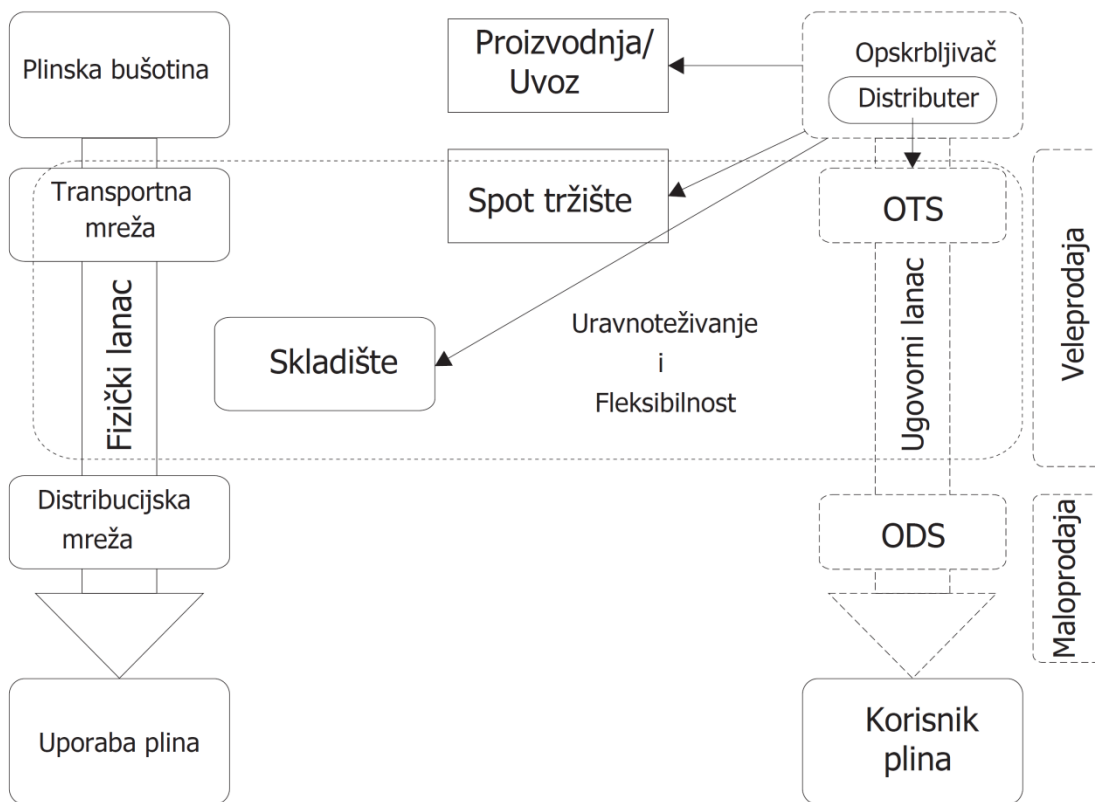 Plinska bušotina
Proizvodnja/
Uvoz
Opskrbljivač
Distributer
Transportna
mreža
Spot tržište
OTS
Veleprodaja
Fizički lanac
Skladište
Uravnoteživanje
i
Fleksibilnost
Ugovorni lanac
Distribucijska
mreža
ODS
Maloprodaja
Uporaba plina
Korisnik
plina